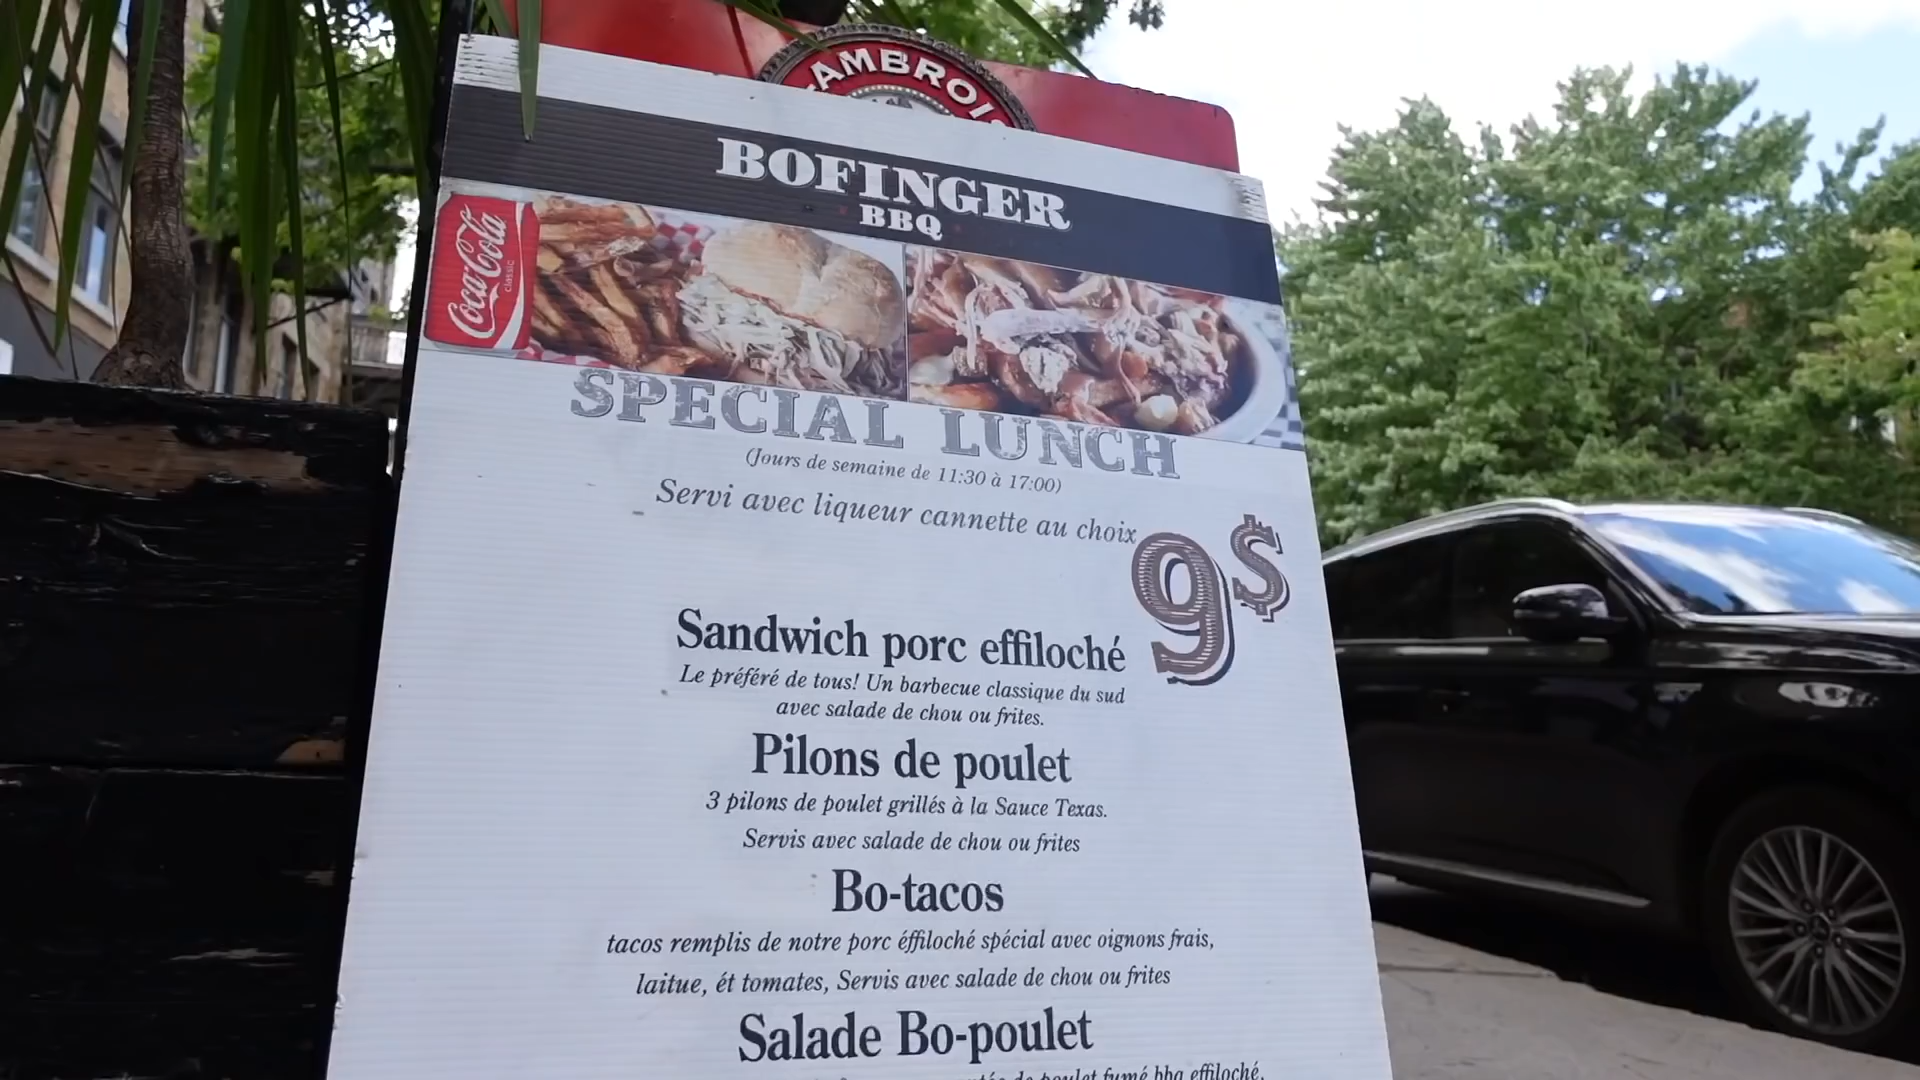 AMBROIS
BOFINGER
BBQ
Coca-Cola
classic
SPECIAL LUNCH
(Jours de semaine de 11:30 à 17:00)
Servi avec liqueur cannette au choix
9$
Sandwich porc effiloché
Le préféré de tous! Un barbecue classique du sud
avec salade de chou ou frites.
Pilons de poulet
3 pilons de poulet grillés à la Sauce Texas.
Servis avec salade de chou ou frites
Bo-tacos
tacos remplis de notre porc éffiloché spécial avec oignons frais,
laitue, ét tomates, Servis avec salade de chou ou frites
Salade Bo-poulet
de poulet fumé bbq effiloché,